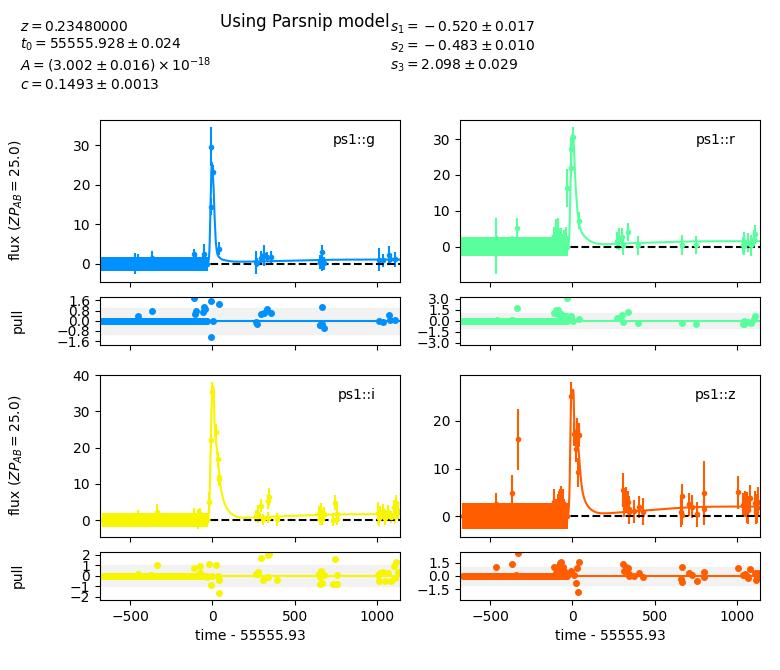 Using Parsnip model
z = 0.23480000
t₀ = 55555.928 ± 0.024
A = (3.002 ± 0.016) × 10⁻¹⁸
c = 0.1493 ± 0.0013
s₁ = −0.520 ± 0.017
s₂ = −0.483 ± 0.010
s₃ = 2.098 ± 0.029
flux (ZP_AB = 25.0)
30
20
10
0
ps1::g
30
20
10
0
ps1::r
pull
1.6
0.8
0.0
−0.8
−1.6
3.0
1.5
0.0
−1.5
−3.0
flux (ZP_AB = 25.0)
40
30
20
10
0
ps1::i
20
10
0
ps1::z
pull
2
1
0
−1
−2
1.5
0.0
−1.5
−500 0 500 1000
−500 0 500 1000
time - 55555.93
time - 55555.93